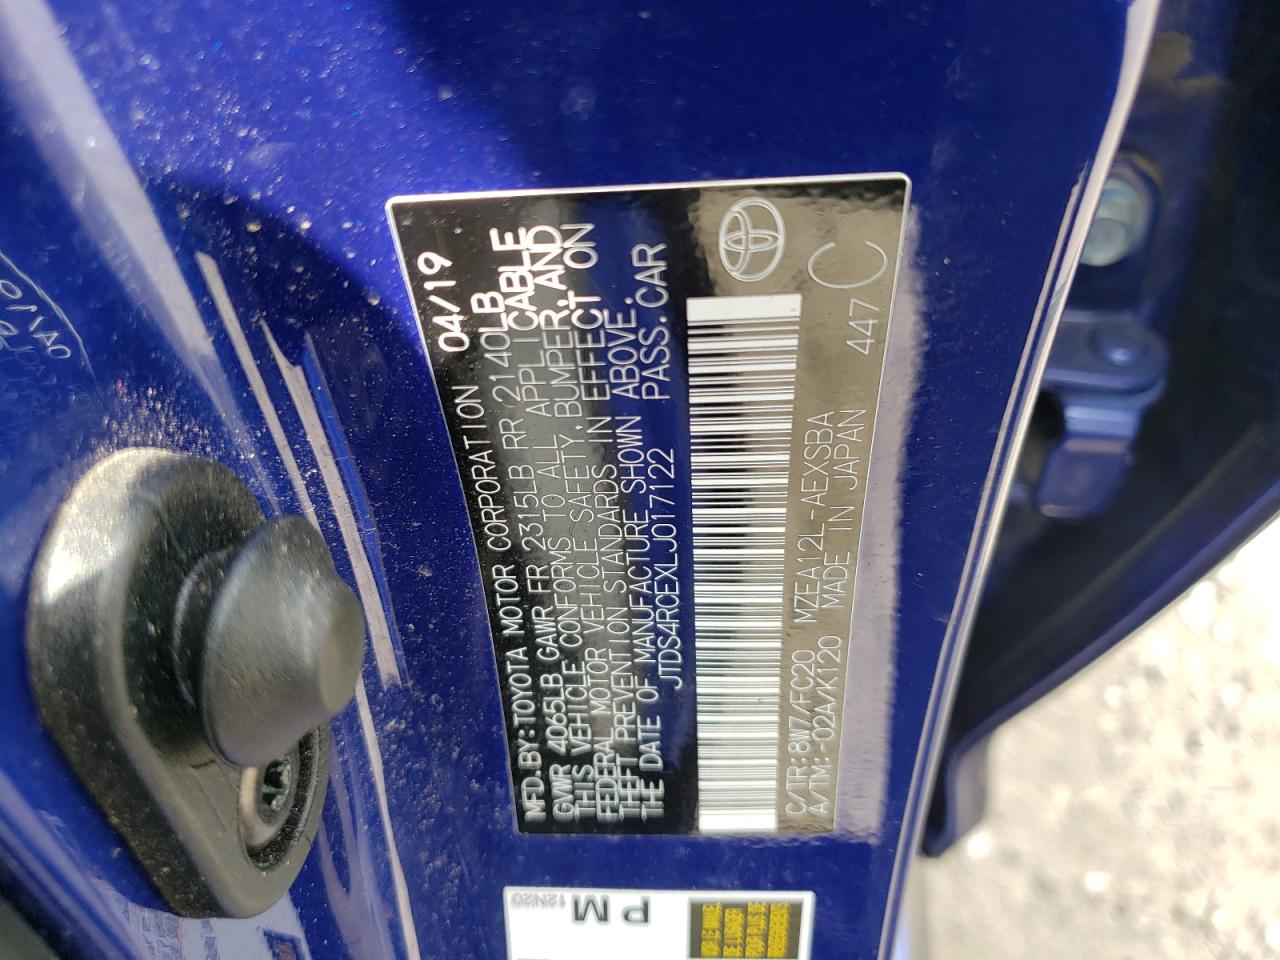 MFD.BY:TOYOTA MOTOR CORPORATION 04/19
GVWR 4065LB GAWR FR 2315LB RR 2140LB
THIS VEHICLE CONFORMS TO ALL APPLICABLE
FEDERAL MOTOR VEHICLE SAFETY,BUMPER, AND
THEFT PREVENTION STANDARDS IN EFFECT ON
THE DATE OF MANUFACTURE SHOWN ABOVE.
JTDS4RCEXLJ017122 PASS.CAR
C/TR:8W7/FC20 MZEA12L-AEXSBA 447
A/TM:-02A/K120 MADE IN JAPAN
C
PM
12N20